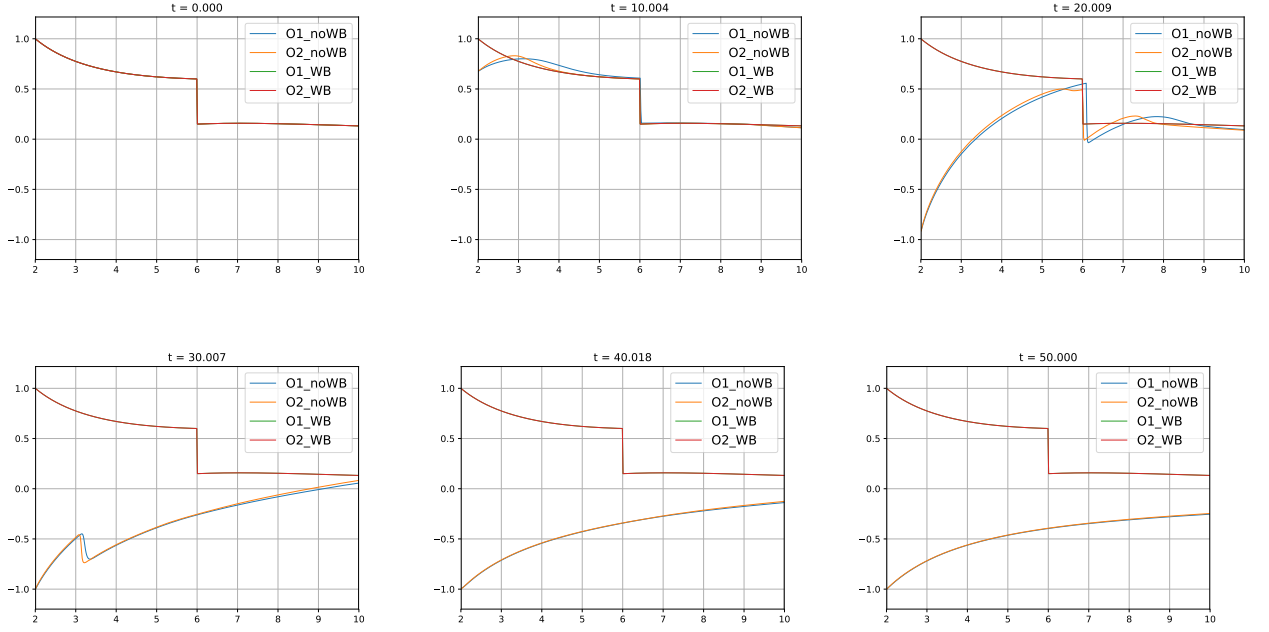 t = 0.000
1.0
0.5
0.0
−0.5
−1.0
2 3 4 5 6 7 8 9 10
O1_noWB
O2_noWB
O1_WB
O2_WB
t = 10.004
1.0
0.5
0.0
−0.5
−1.0
2 3 4 5 6 7 8 9 10
O1_noWB
O2_noWB
O1_WB
O2_WB
t = 20.009
1.0
0.5
0.0
−0.5
−1.0
2 3 4 5 6 7 8 9 10
O1_noWB
O2_noWB
O1_WB
O2_WB
t = 30.007
1.0
0.5
0.0
−0.5
−1.0
2 3 4 5 6 7 8 9 10
O1_noWB
O2_noWB
O1_WB
O2_WB
t = 40.018
1.0
0.5
0.0
−0.5
−1.0
2 3 4 5 6 7 8 9 10
O1_noWB
O2_noWB
O1_WB
O2_WB
t = 50.000
1.0
0.5
0.0
−0.5
−1.0
2 3 4 5 6 7 8 9 10
O1_noWB
O2_noWB
O1_WB
O2_WB